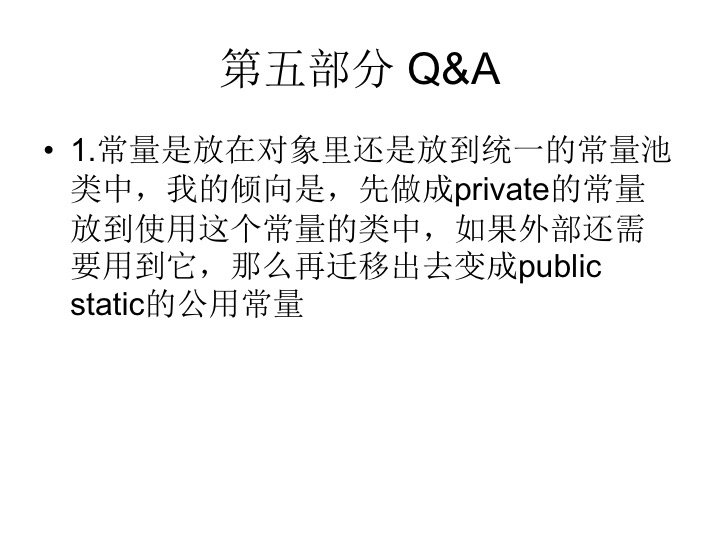 第五部分 Q&A
• 1.常量是放在对象里还是放到统一的常量池
类中，我的倾向是，先做成private的常量
放到使用这个常量的类中，如果外部还需
要用到它，那么再迁移出去变成public
static的公用常量